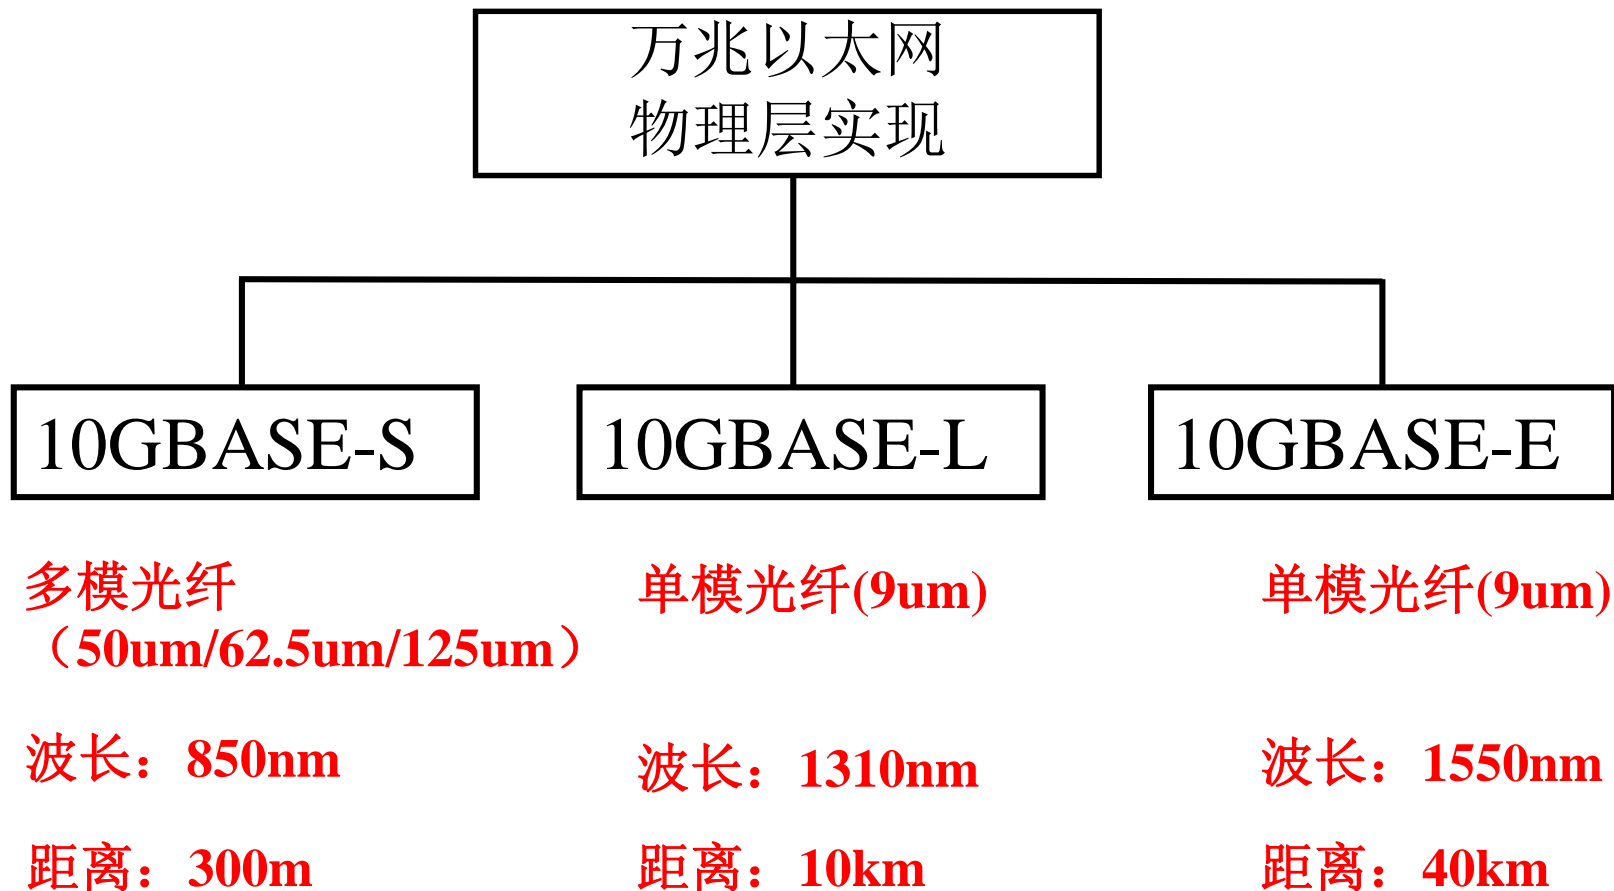 万兆以太网
物理层实现
10GBASE-S
10GBASE-L
10GBASE-E
多模光纤
（50um/62.5um/125um）
波长：850nm
距离：300m
单模光纤(9um)
波长：1310nm
距离：10km
单模光纤(9um)
波长：1550nm
距离：40km